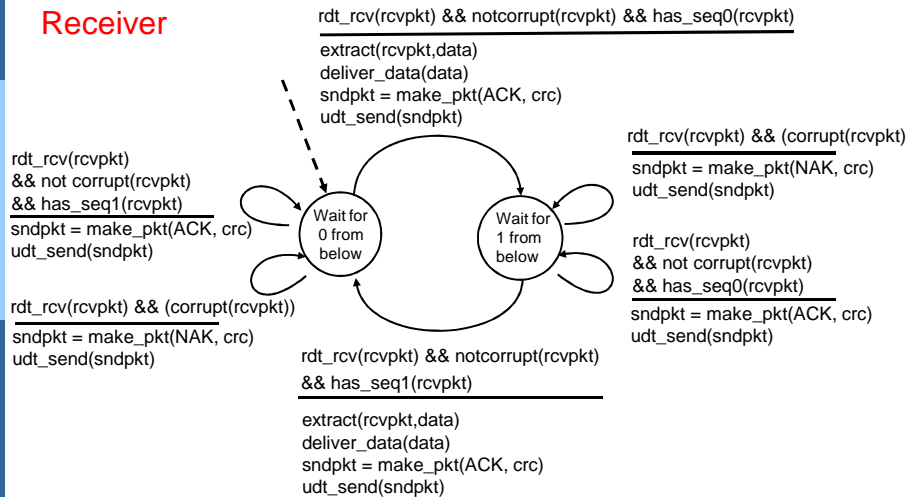 Receiver
rdt_rcv(rcvpkt) && notcorrupt(rcvpkt) && has_seq0(rcvpkt)
extract(rcvpkt,data)
deliver_data(data)
sndpkt = make_pkt(ACK, crc)
udt_send(sndpkt)
rdt_rcv(rcvpkt)
&& not corrupt(rcvpkt)
&& has_seq1(rcvpkt)
sndpkt = make_pkt(ACK, crc)
udt_send(sndpkt)
rdt_rcv(rcvpkt) && (corrupt(rcvpkt))
sndpkt = make_pkt(NAK, crc)
udt_send(sndpkt)
Wait for
0 from
below
Wait for
1 from
below
rdt_rcv(rcvpkt) && (corrupt(rcvpkt)
sndpkt = make_pkt(NAK, crc)
udt_send(sndpkt)
rdt_rcv(rcvpkt)
&& not corrupt(rcvpkt)
&& has_seq0(rcvpkt)
sndpkt = make_pkt(ACK, crc)
udt_send(sndpkt)
rdt_rcv(rcvpkt) && notcorrupt(rcvpkt)
&& has_seq1(rcvpkt)
extract(rcvpkt,data)
deliver_data(data)
sndpkt = make_pkt(ACK, crc)
udt_send(sndpkt)